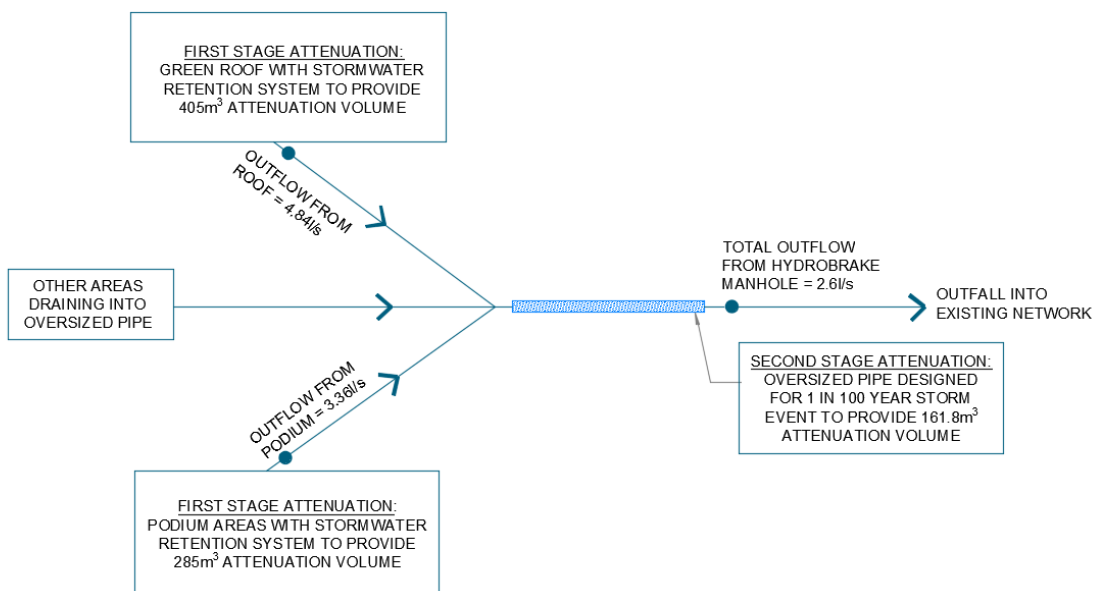 FIRST STAGE ATTENUATION:
GREEN ROOF WITH STORMWATER
RETENTION SYSTEM TO PROVIDE
405m³ ATTENUATION VOLUME
OUTFLOW FROM
ROOF = 4.84l/s
OTHER AREAS
DRAINING INTO
OVERSIZED PIPE
TOTAL OUTFLOW
FROM HYDROBRAKE
MANHOLE = 2.6l/s
OUTFALL INTO
EXISTING NETWORK
SECOND STAGE ATTENUATION:
OVERSIZED PIPE DESIGNED
FOR 1 IN 100 YEAR STORM
EVENT TO PROVIDE 161.8m³
ATTENUATION VOLUME
OUTFLOW FROM
PODIUM = 3.36l/s
FIRST STAGE ATTENUATION:
PODIUM AREAS WITH STORMWATER
RETENTION SYSTEM TO PROVIDE
285m³ ATTENUATION VOLUME